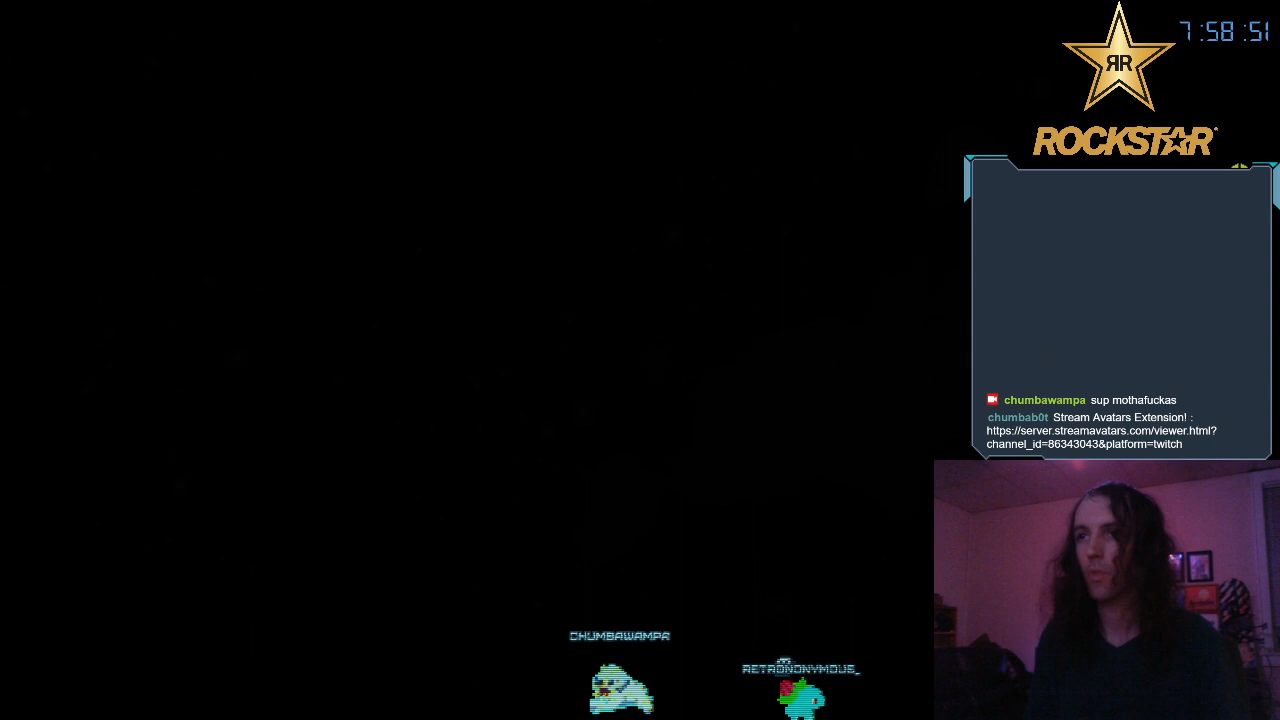 7:58:51
RR
ROCKSTAR
chumbawampa sup mothafuckas
chumbab0t Stream Avatars Extension! :
https://server.streamavatars.com/viewer.html?
channel_id=86343043&platform=twitch
CHUMBAWAMPA
RETRONONYMOUS_